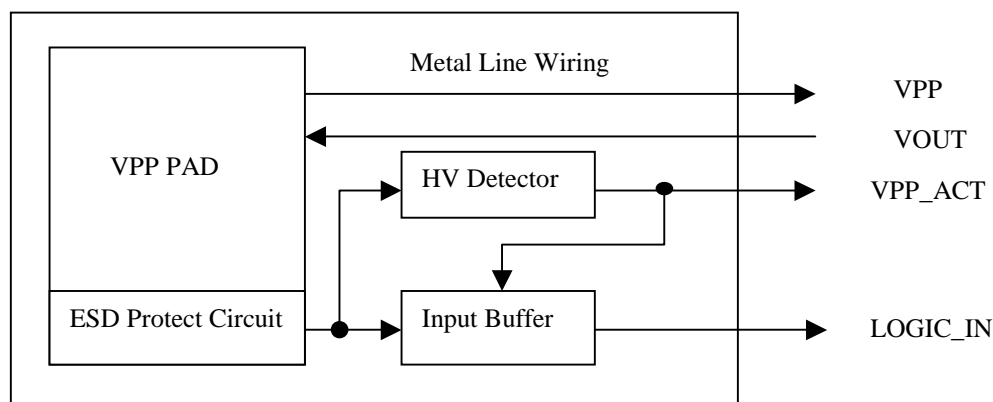 Metal Line Wiring
VPP
VOUT
VPP PAD
HV Detector
VPP_ACT
ESD Protect Circuit
Input Buffer
LOGIC_IN